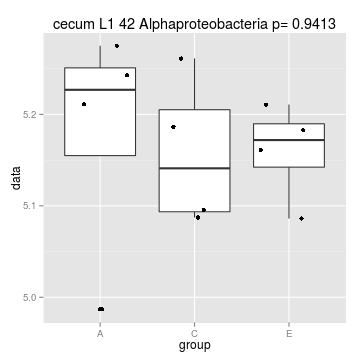 cecum L1 42 Alphaproteobacteria p= 0.9413
data
5.2
5.1
5.0
A C E
group